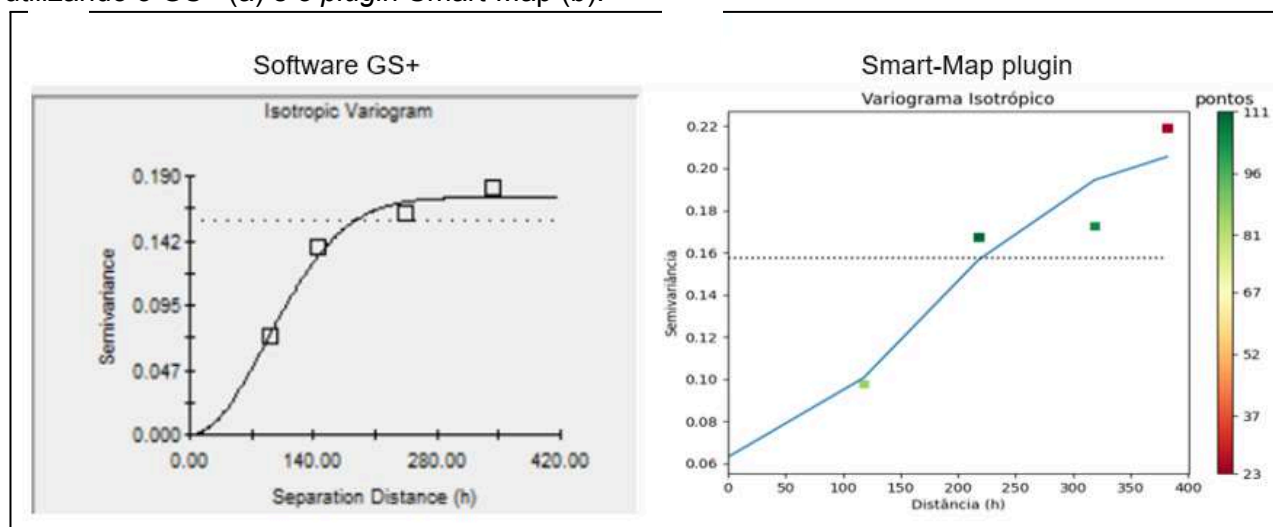 utilizando o GS+ (a) e o plugin Smart-Map (b).
Software GS+
Isotropic Variogram
0.190
0.142
0.095
0.047
0.000
Semivariance
0.00 140.00 280.00 420.00
Separation Distance (h)
Smart-Map plugin
Variograma Isotrópico
pontos
0.22
0.20
0.18
0.16
0.14
0.12
0.10
0.08
0.06
Semivariância
0 50 100 150 200 250 300 350 400
Distância (h)
111
96
81
67
52
37
23